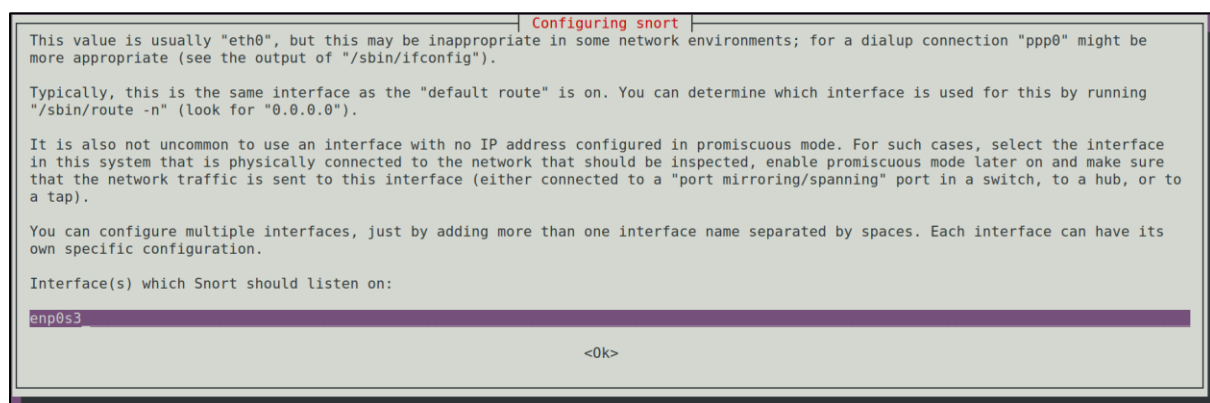 Configuring snort
This value is usually "eth0", but this may be inappropriate in some network environments; for a dialup connection "ppp0" might be
more appropriate (see the output of "/sbin/ifconfig").
Typically, this is the same interface as the "default route" is on. You can determine which interface is used for this by running
"/sbin/route -n" (look for "0.0.0.0").
It is also not uncommon to use an interface with no IP address configured in promiscuous mode. For such cases, select the interface
in this system that is physically connected to the network that should be inspected, enable promiscuous mode later on and make sure
that the network traffic is sent to this interface (either connected to a "port mirroring/spanning" port in a switch, to a hub, or to
a tap).
You can configure multiple interfaces, just by adding more than one interface name separated by spaces. Each interface can have its
own specific configuration.
Interface(s) which Snort should listen on:
enp0s3
<Ok>